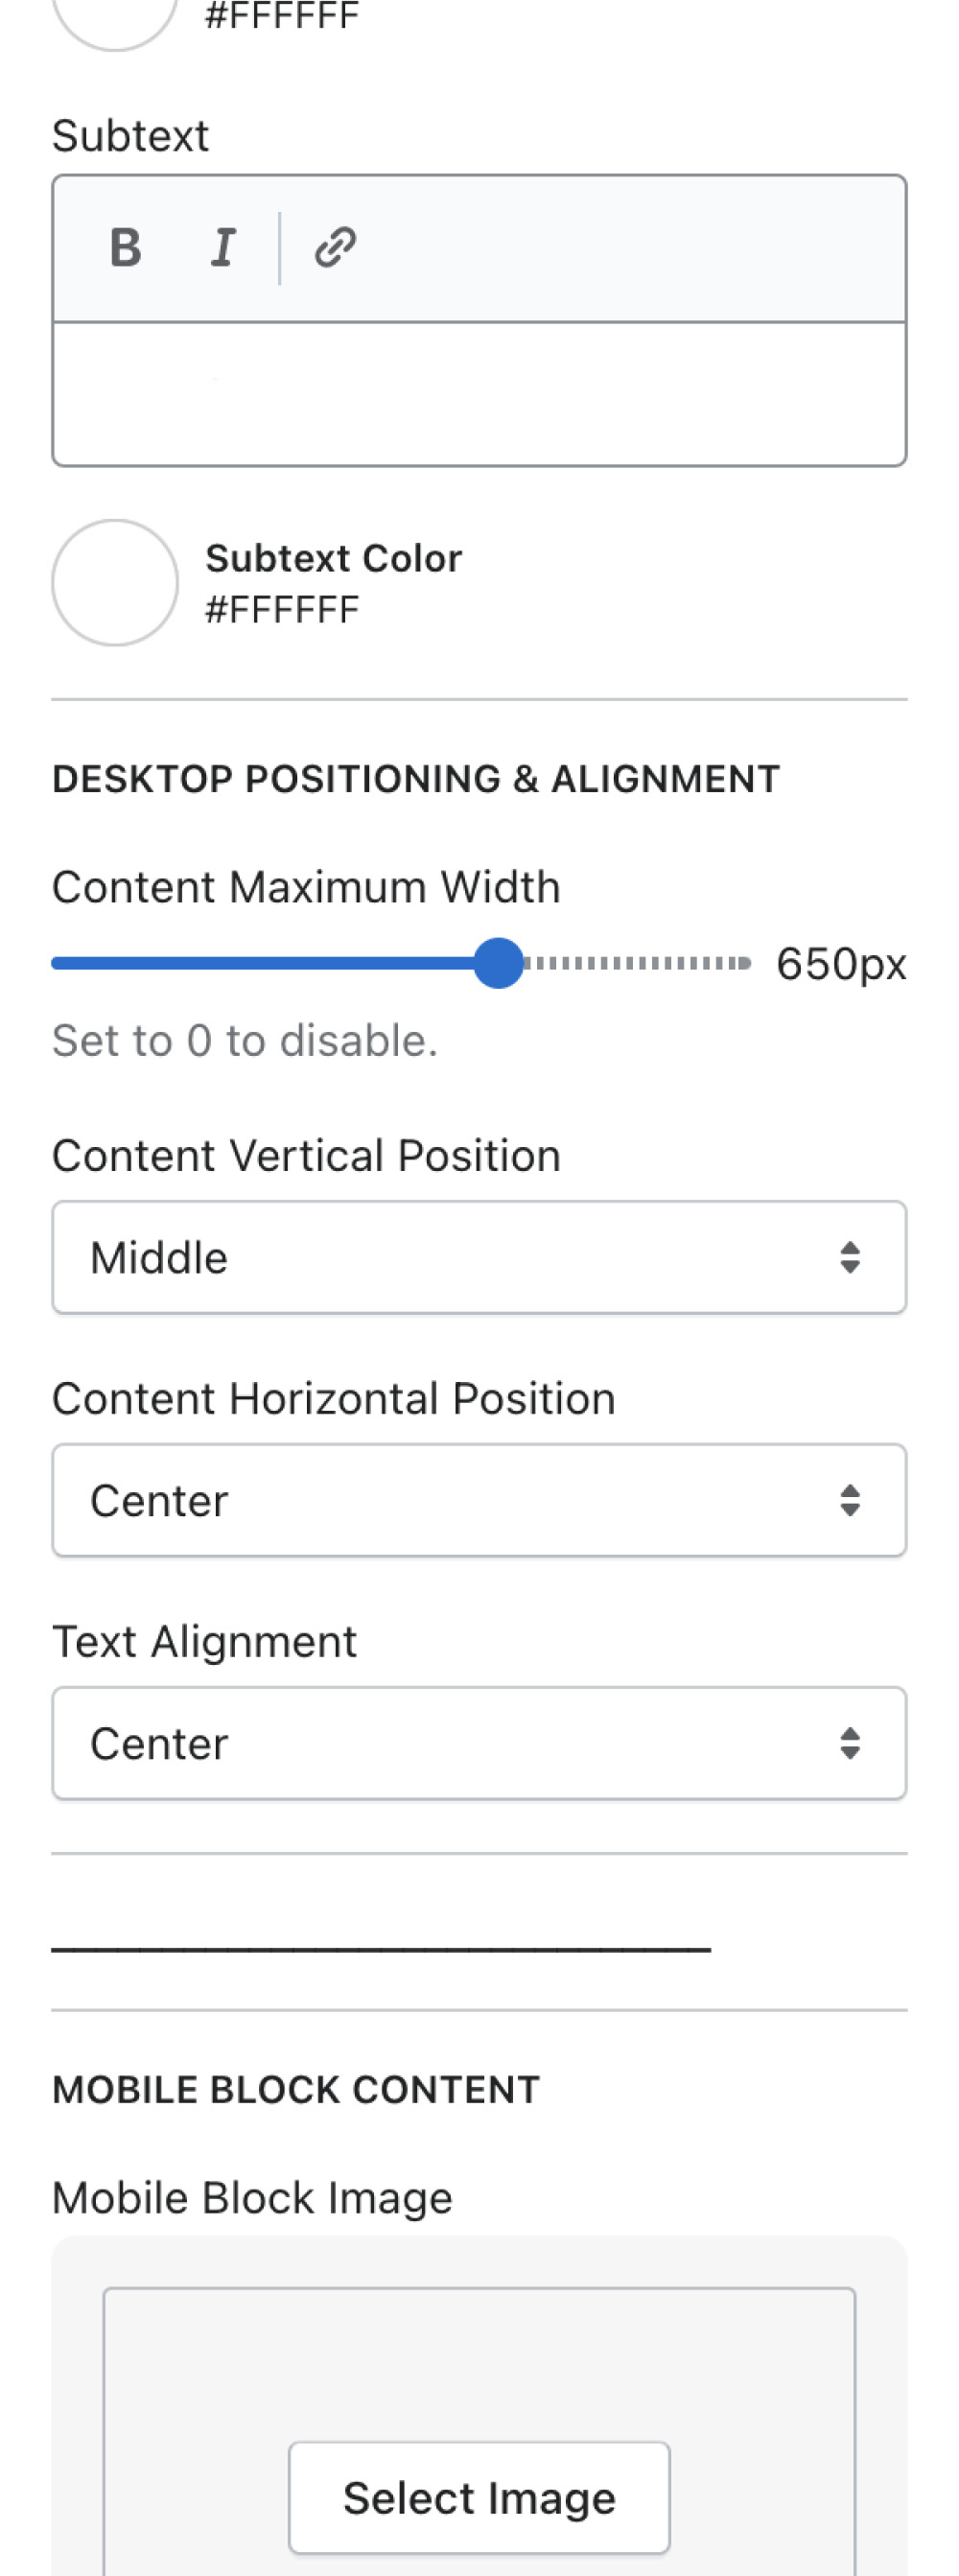 #FFFFFF
Subtext
B I
Subtext Color
#FFFFFF
DESKTOP POSITIONING & ALIGNMENT
Content Maximum Width
650px
Set to 0 to disable.
Content Vertical Position
Middle
Content Horizontal Position
Center
Text Alignment
Center
______________________________
MOBILE BLOCK CONTENT
Mobile Block Image
Select Image